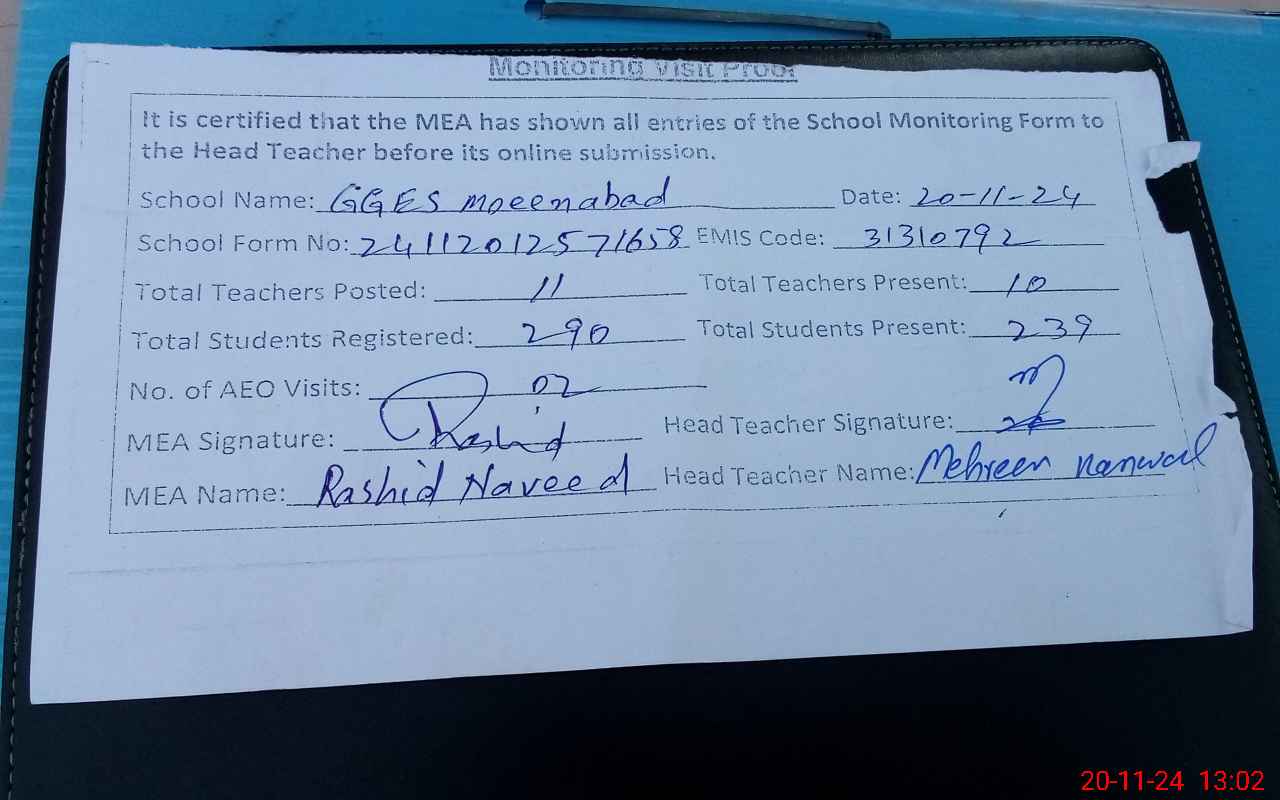 Monitoring Visit Proof
It is certified that the MEA has shown all entries of the School Monitoring Form to
the Head Teacher before its online submission.
School Name: GGES moeenabad Date: 20-11-24
School Form No: 24112012571658 EMIS Code: 31310792
Total Teachers Posted: 11 Total Teachers Present: 10
Total Students Registered: 290 Total Students Present: 239
No. of AEO Visits: 02
MEA Signature: Rashid Head Teacher Signature:
MEA Name: Rashid Naveed Head Teacher Name: Mehreen Kanwal
20-11-24 13:02